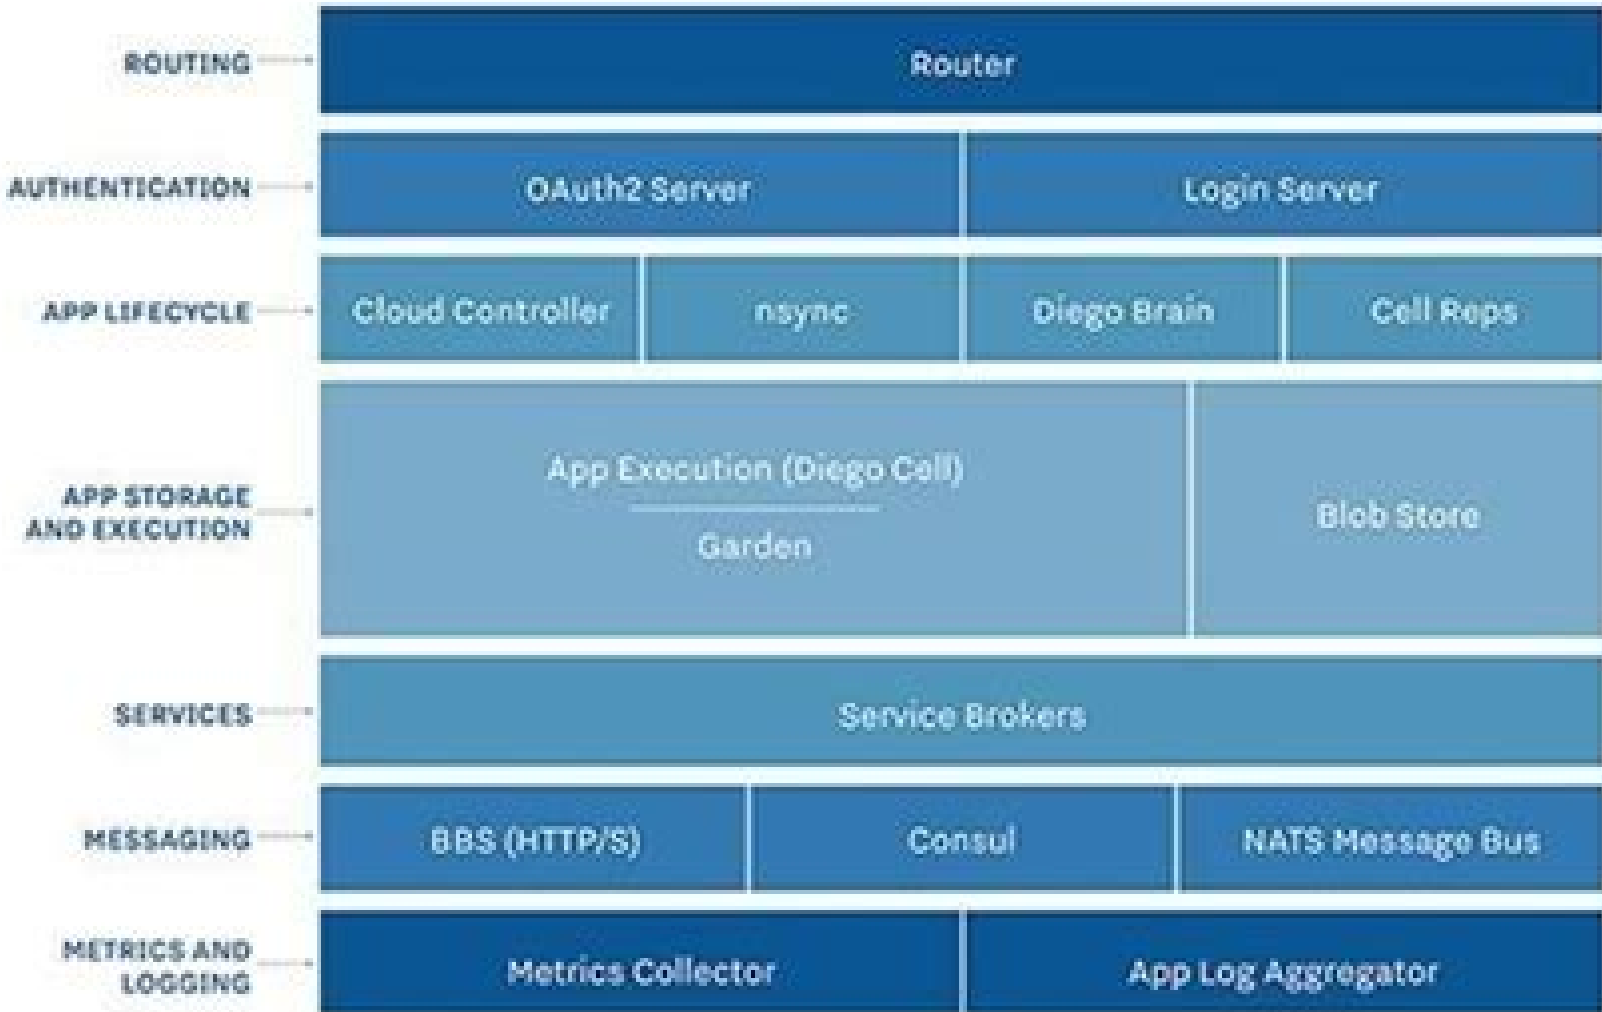 ROUTING
Router
AUTHENTICATION
OAuth2 Server
Login Server
APP LIFECYCLE
Cloud Controller
nsync
Diego Brain
Cell Reps
APP STORAGE
AND EXECUTION
App Execution (Diego Cell)
Garden
Blob Store
SERVICES
Service Brokers
MESSAGING
BBS (HTTP/S)
Consul
NATS Message Bus
METRICS AND
LOGGING
Metrics Collector
App Log Aggregator